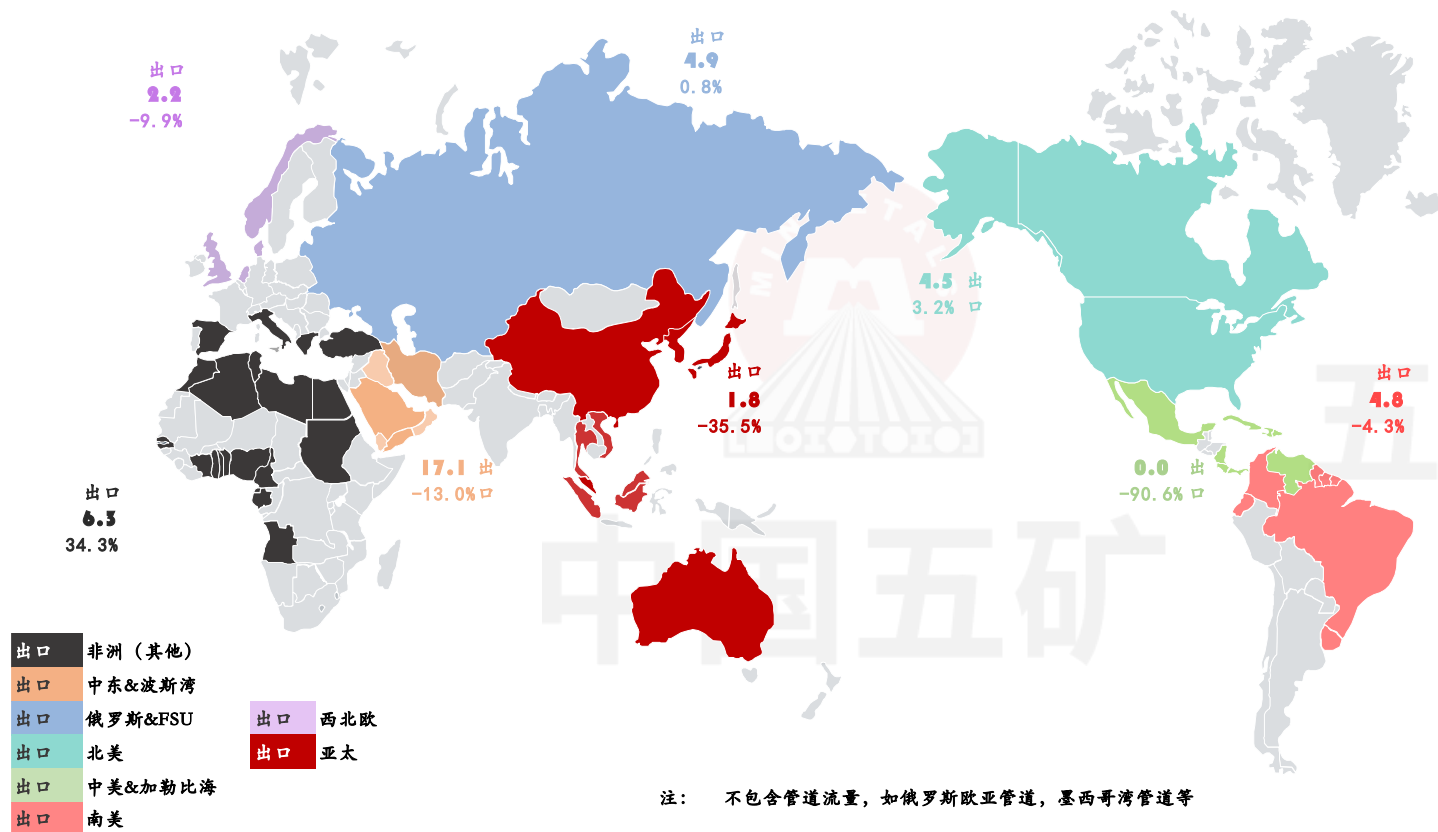 出口
4.9
0.8%
出口
2.2
-9.9%
4.5 出
3.2% 口
出口
1.8
-35.5%
出口
4.8
-4.3%
17.1 出
-13.0%口
0.0 出
-90.6% 口
出口
6.3
34.3%
中国五矿
五
出口 非洲（其他）
出口 中东&波斯湾
出口 俄罗斯&FSU
出口 西北欧
出口 北美
出口 亚太
出口 中美&加勒比海
出口 南美
注： 不包含管道流量，如俄罗斯欧亚管道，墨西哥湾管道等